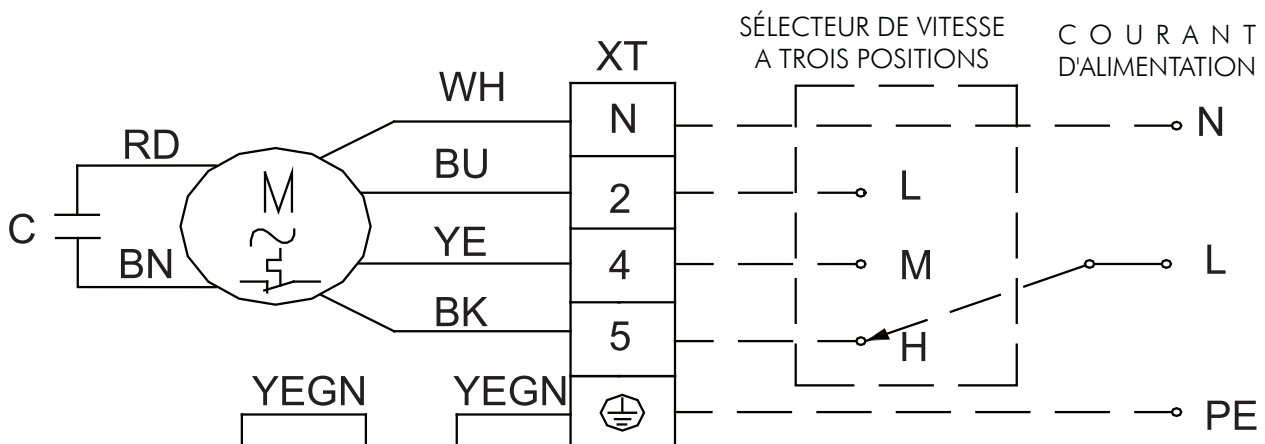 SÉLECTEUR DE VITESSE
A TROIS POSITIONS
COURANT
D'ALIMENTATION
XT
WH
N
N
RD
BU
2
L
M
C
YE
4
M
L
BN
BK
5
H
YEGN
YEGN
PE